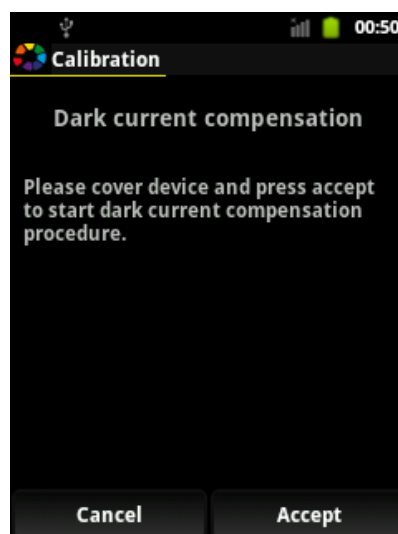 00:50
Calibration
Dark current compensation
Please cover device and press accept
to start dark current compensation
procedure.
Cancel Accept